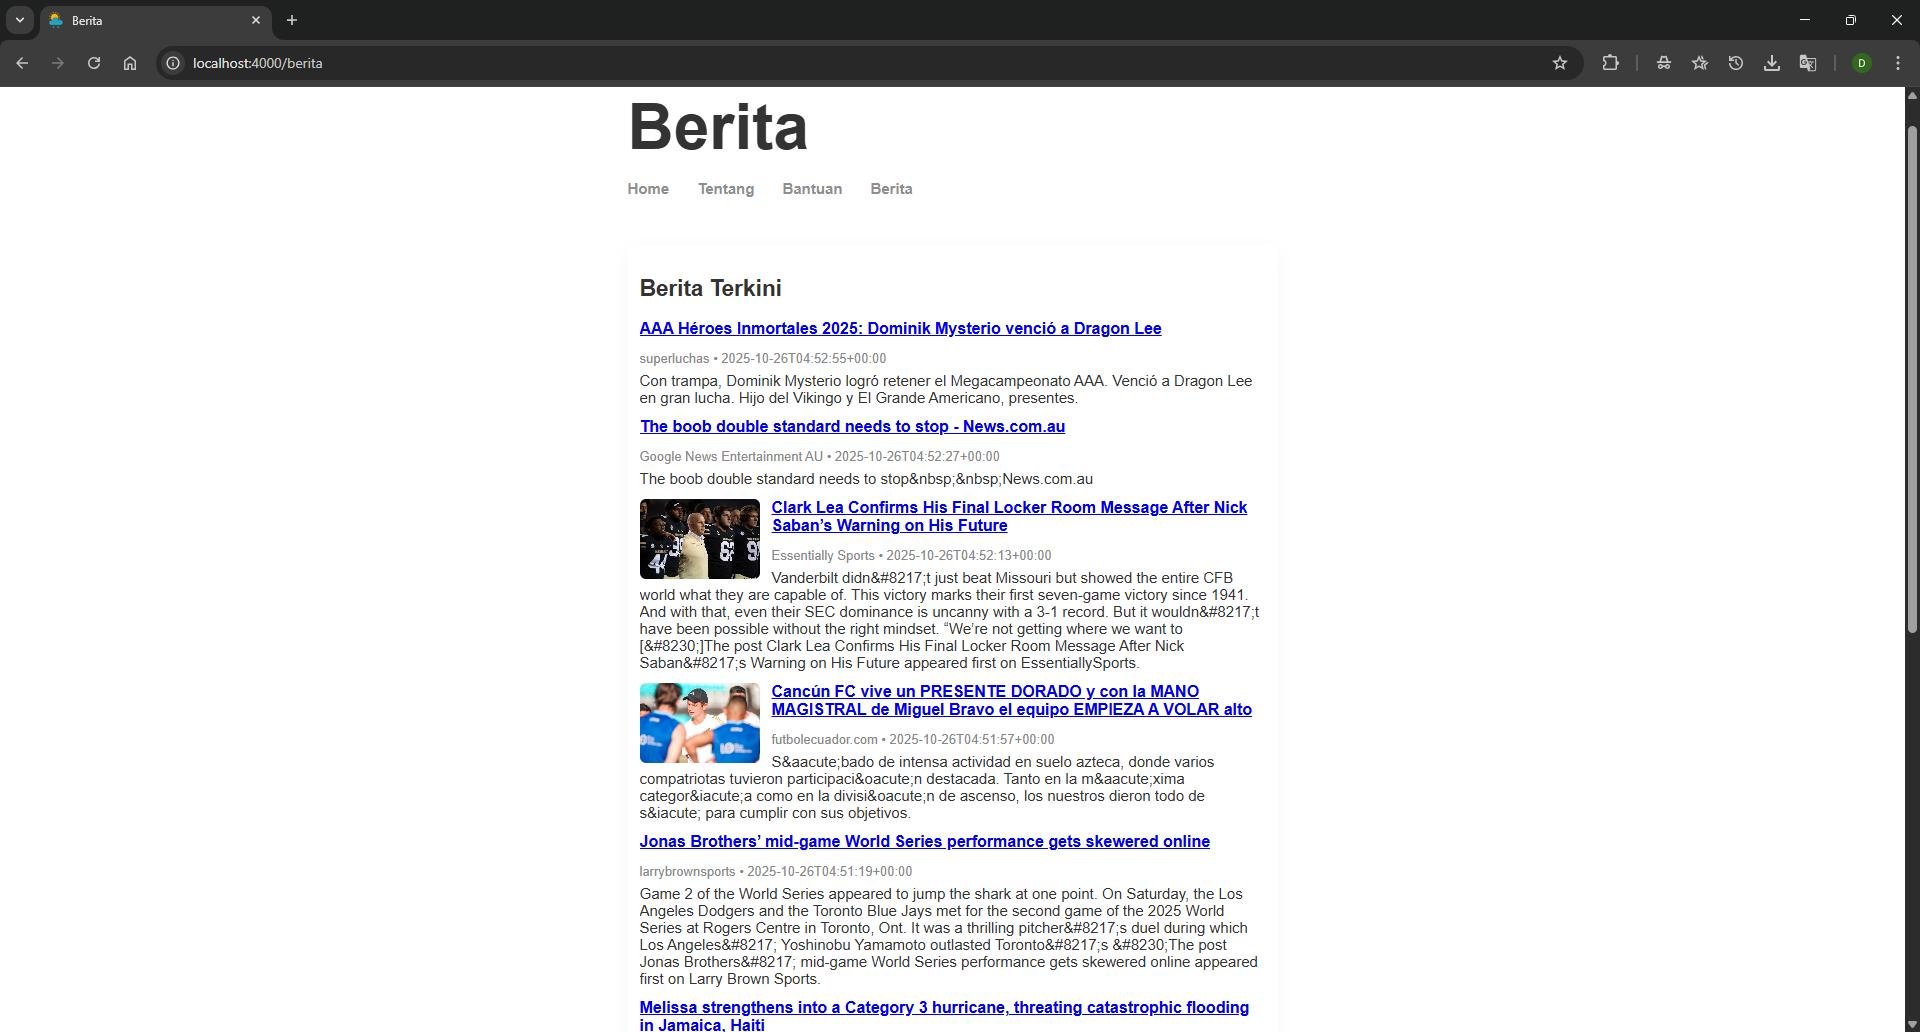 Berita
localhost:4000/berita
D
Berita
Home Tentang Bantuan Berita
Berita Terkini
AAA Héroes Inmortales 2025: Dominik Mysterio venció a Dragon Lee
superluchas • 2025-10-26T04:52:55+00:00
Con trampa, Dominik Mysterio logró retener el Megacampeonato AAA. Venció a Dragon Lee
en gran lucha. Hijo del Vikingo y El Grande Americano, presentes.
The boob double standard needs to stop - News.com.au
Google News Entertainment AU • 2025-10-26T04:52:27+00:00
The boob double standard needs to stop&nbsp;&nbsp;News.com.au
Clark Lea Confirms His Final Locker Room Message After Nick
Saban’s Warning on His Future
Essentially Sports • 2025-10-26T04:52:13+00:00
Vanderbilt didn&#8217;t just beat Missouri but showed the entire CFB
world what they are capable of. This victory marks their first seven-game victory since 1941.
And with that, even their SEC dominance is uncanny with a 3-1 record. But it wouldn&#8217;t
have been possible without the right mindset. “We’re not getting where we want to
[&#8230;]The post Clark Lea Confirms His Final Locker Room Message After Nick
Saban&#8217;s Warning on His Future appeared first on EssentiallySports.
Cancún FC vive un PRESENTE DORADO y con la MANO
MAGISTRAL de Miguel Bravo el equipo EMPIEZA A VOLAR alto
futbolecuador.com • 2025-10-26T04:51:57+00:00
S&aacute;bado de intensa actividad en suelo azteca, donde varios
compatriotas tuvieron participaci&oacute;n destacada. Tanto en la m&aacute;xima
categor&iacute;a como en la divisi&oacute;n de ascenso, los nuestros dieron todo de
s&iacute; para cumplir con sus objetivos.
Jonas Brothers’ mid-game World Series performance gets skewered online
larrybrownsports • 2025-10-26T04:51:19+00:00
Game 2 of the World Series appeared to jump the shark at one point. On Saturday, the Los
Angeles Dodgers and the Toronto Blue Jays met for the second game of the 2025 World
Series at Rogers Centre in Toronto, Ont. It was a thrilling pitcher&#8217;s duel during which
Los Angeles&#8217; Yoshinobu Yamamoto outlasted Toronto&#8217;s &#8230;The post
Jonas Brothers&#8217; mid-game World Series performance gets skewered online appeared
first on Larry Brown Sports.
Melissa strengthens into a Category 3 hurricane, threating catastrophic flooding
in Jamaica, Haiti